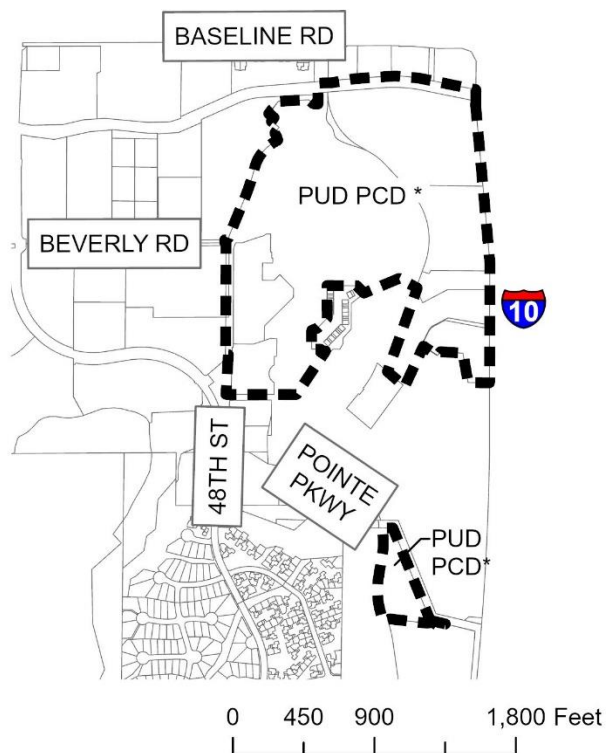 BASELINE RD
PUD PCD *
BEVERLY RD
10
48TH ST
POINTE
PKWY
PUD
PCD*
0 450 900 1,800 Feet